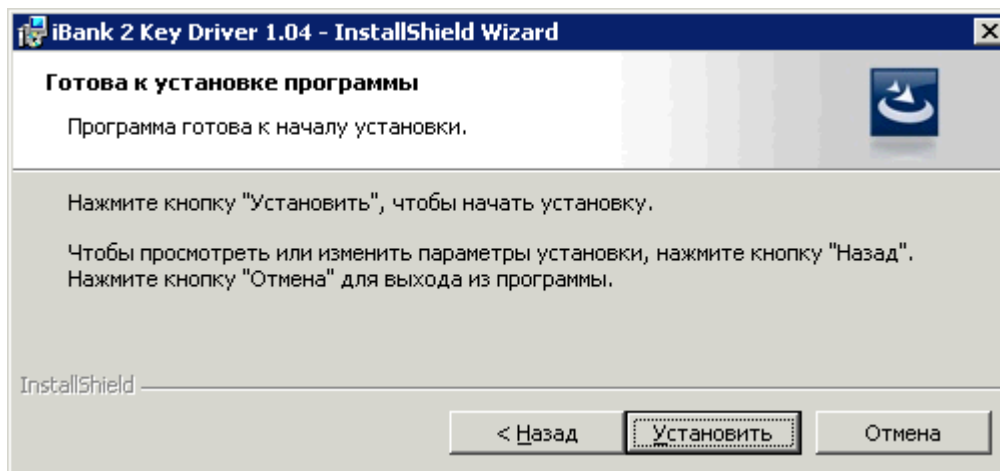 iBank 2 Key Driver 1.04 - InstallShield Wizard
Готова к установке программы
Программа готова к началу установки.
Нажмите кнопку "Установить", чтобы начать установку.
Чтобы просмотреть или изменить параметры установки, нажмите кнопку "Назад".
Нажмите кнопку "Отмена" для выхода из программы.
InstallShield
< Назад
Установить
Отмена